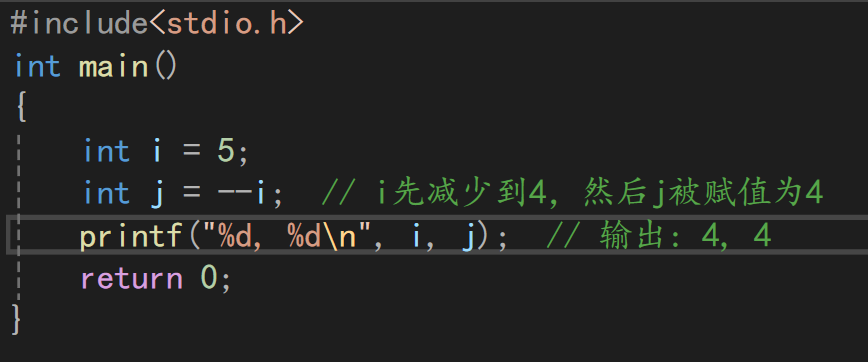 #include<stdio.h>
int main()
{
int i = 5;
int j = --i; // i先减少到4，然后j被赋值为4
printf("%d, %d\n", i, j); // 输出：4, 4
return 0;
}